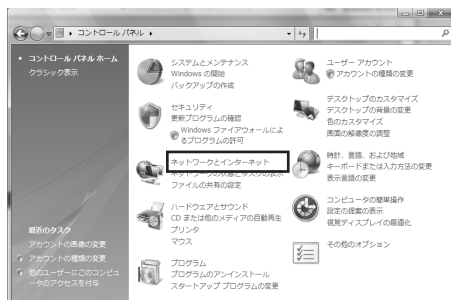 コントロール パネル
コントロール パネル ホーム
クラシック表示
システムとメンテナンス
Windows の開始
バックアップの作成
セキュリティ
更新プログラムの確認
Windows ファイアウォールによ
るプログラムの許可
ネットワークとインターネット
ネットワークの状態とタスクの表示
ファイルの共有の設定
ハードウェアとサウンド
CD または他のメディアの自動再生
プリンタ
マウス
プログラム
プログラムのアンインストール
スタートアップ プログラムの変更
ユーザー アカウント
アカウントの種類の変更
デスクトップのカスタマイズ
デスクトップの背景の変更
色のカスタマイズ
画面の解像度の調整
時計、言語、および地域
キーボードまたは入力方法の変更
表示言語の変更
コンピュータの簡単操作
設定の提案の表示
視覚ディスプレイの最適化
その他のオプション
最近のタスク
アカウントの画像の変更
アカウントの種類の変更
他のユーザーにこのコンピュ
ータのアクセスを付与